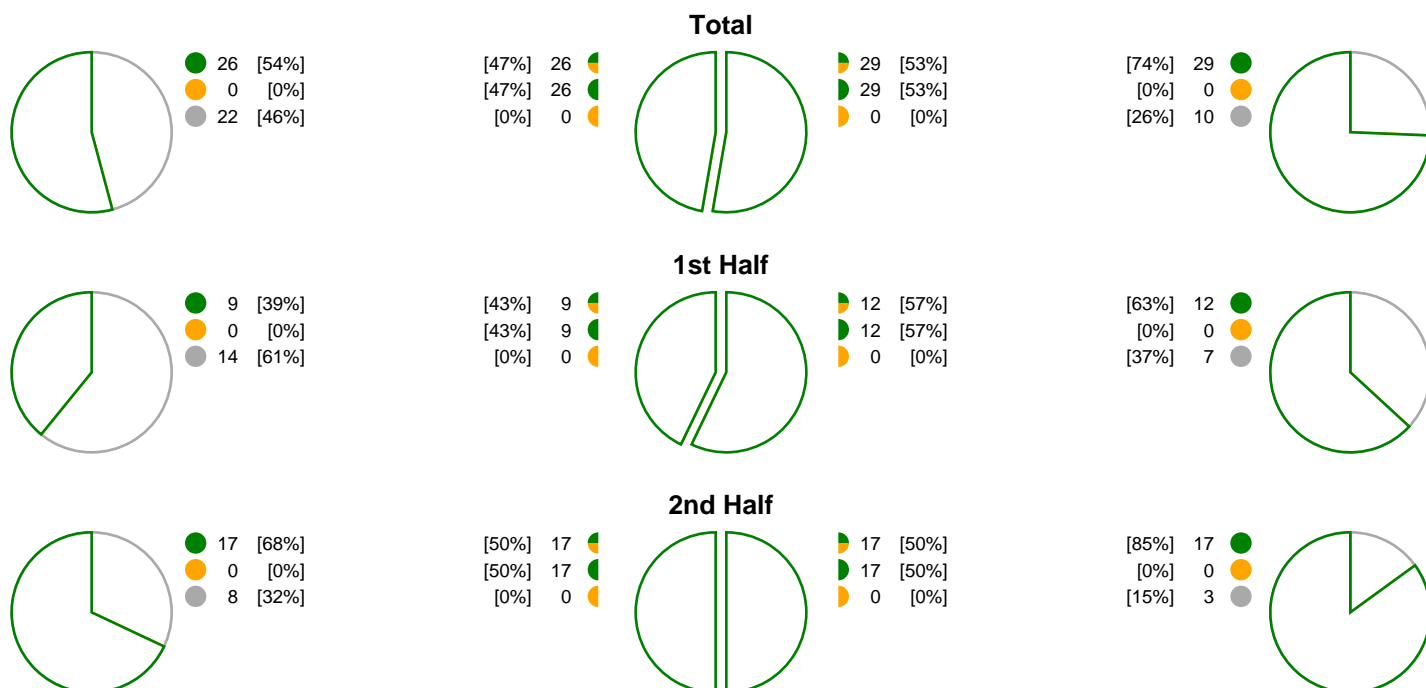 Total
26 [54%] [47%] 26 29 [53%] [74%] 29
0 [0%] [47%] 26 29 [53%] [0%] 0
22 [46%] [0%] 0 0 [0%] [26%] 10
1st Half
9 [39%] [43%] 9 12 [57%] [63%] 12
0 [0%] [43%] 9 12 [57%] [0%] 0
14 [61%] [0%] 0 0 [0%] [37%] 7
2nd Half
17 [68%] [50%] 17 17 [50%] [85%] 17
0 [0%] [50%] 17 17 [50%] [0%] 0
8 [32%] [0%] 0 0 [0%] [15%] 3